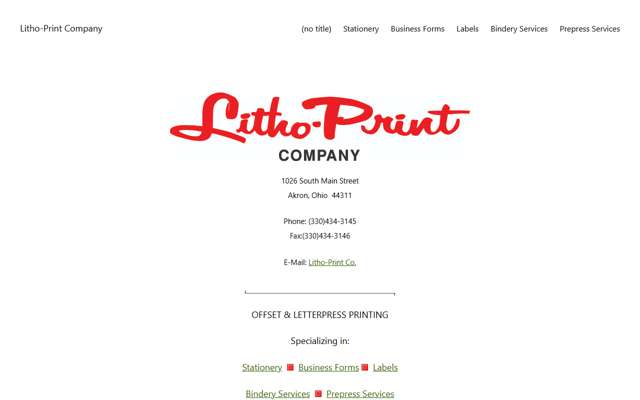 Litho-Print Company
(no title) Stationery Business Forms Labels Bindery Services Prepress Services
Litho-Print
COMPANY
1026 South Main Street
Akron, Ohio 44311
Phone: (330)434-3145
Fax:(330)434-3146
E-Mail: Litho-Print Co.
OFFSET & LETTERPRESS PRINTING
Specializing in:
Stationery Business Forms Labels
Bindery Services Prepress Services